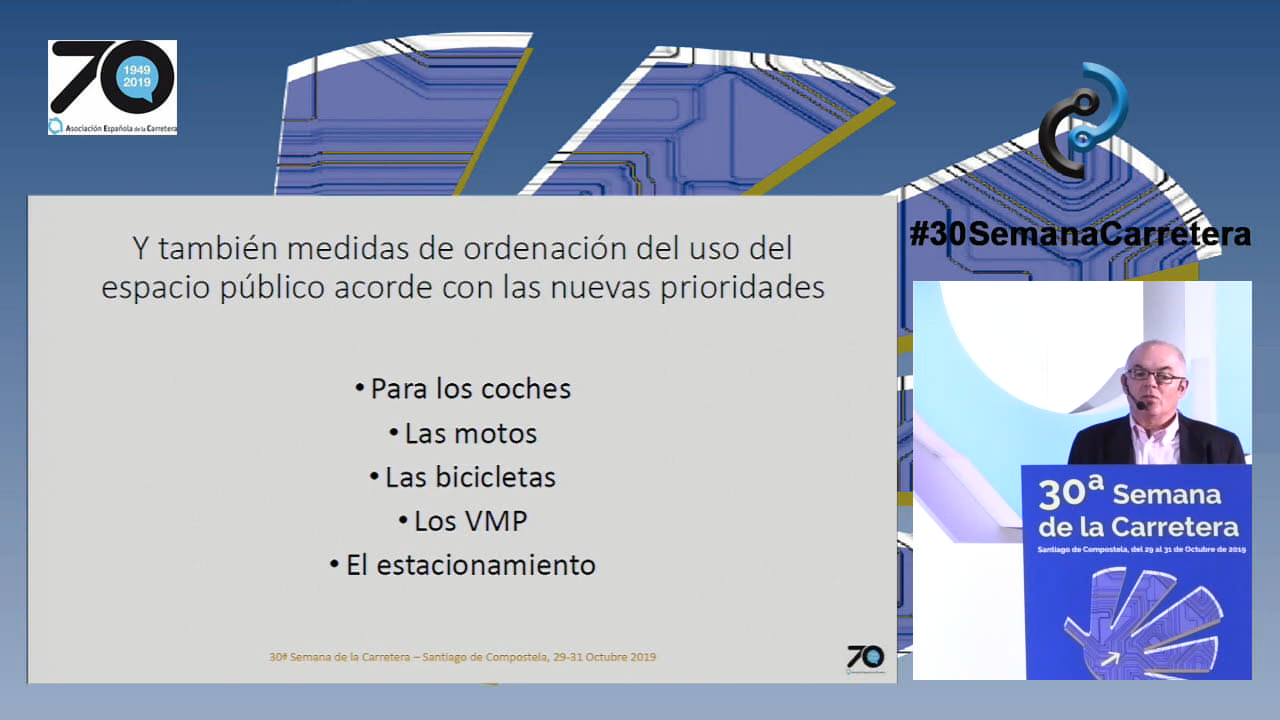 70
1949
2019
Asociación Española de la Carretera
#30SemanaCarretera
Y también medidas de ordenación del uso del
espacio público acorde con las nuevas prioridades
• Para los coches
• Las motos
• Las bicicletas
• Los VMP
• El estacionamiento
30ª Semana de la Carretera – Santiago de Compostela, 29-31 Octubre 2019
70
30ª Semana
de la Carretera
Santiago de Compostela, del 29 al 31 de Octubre de 2019